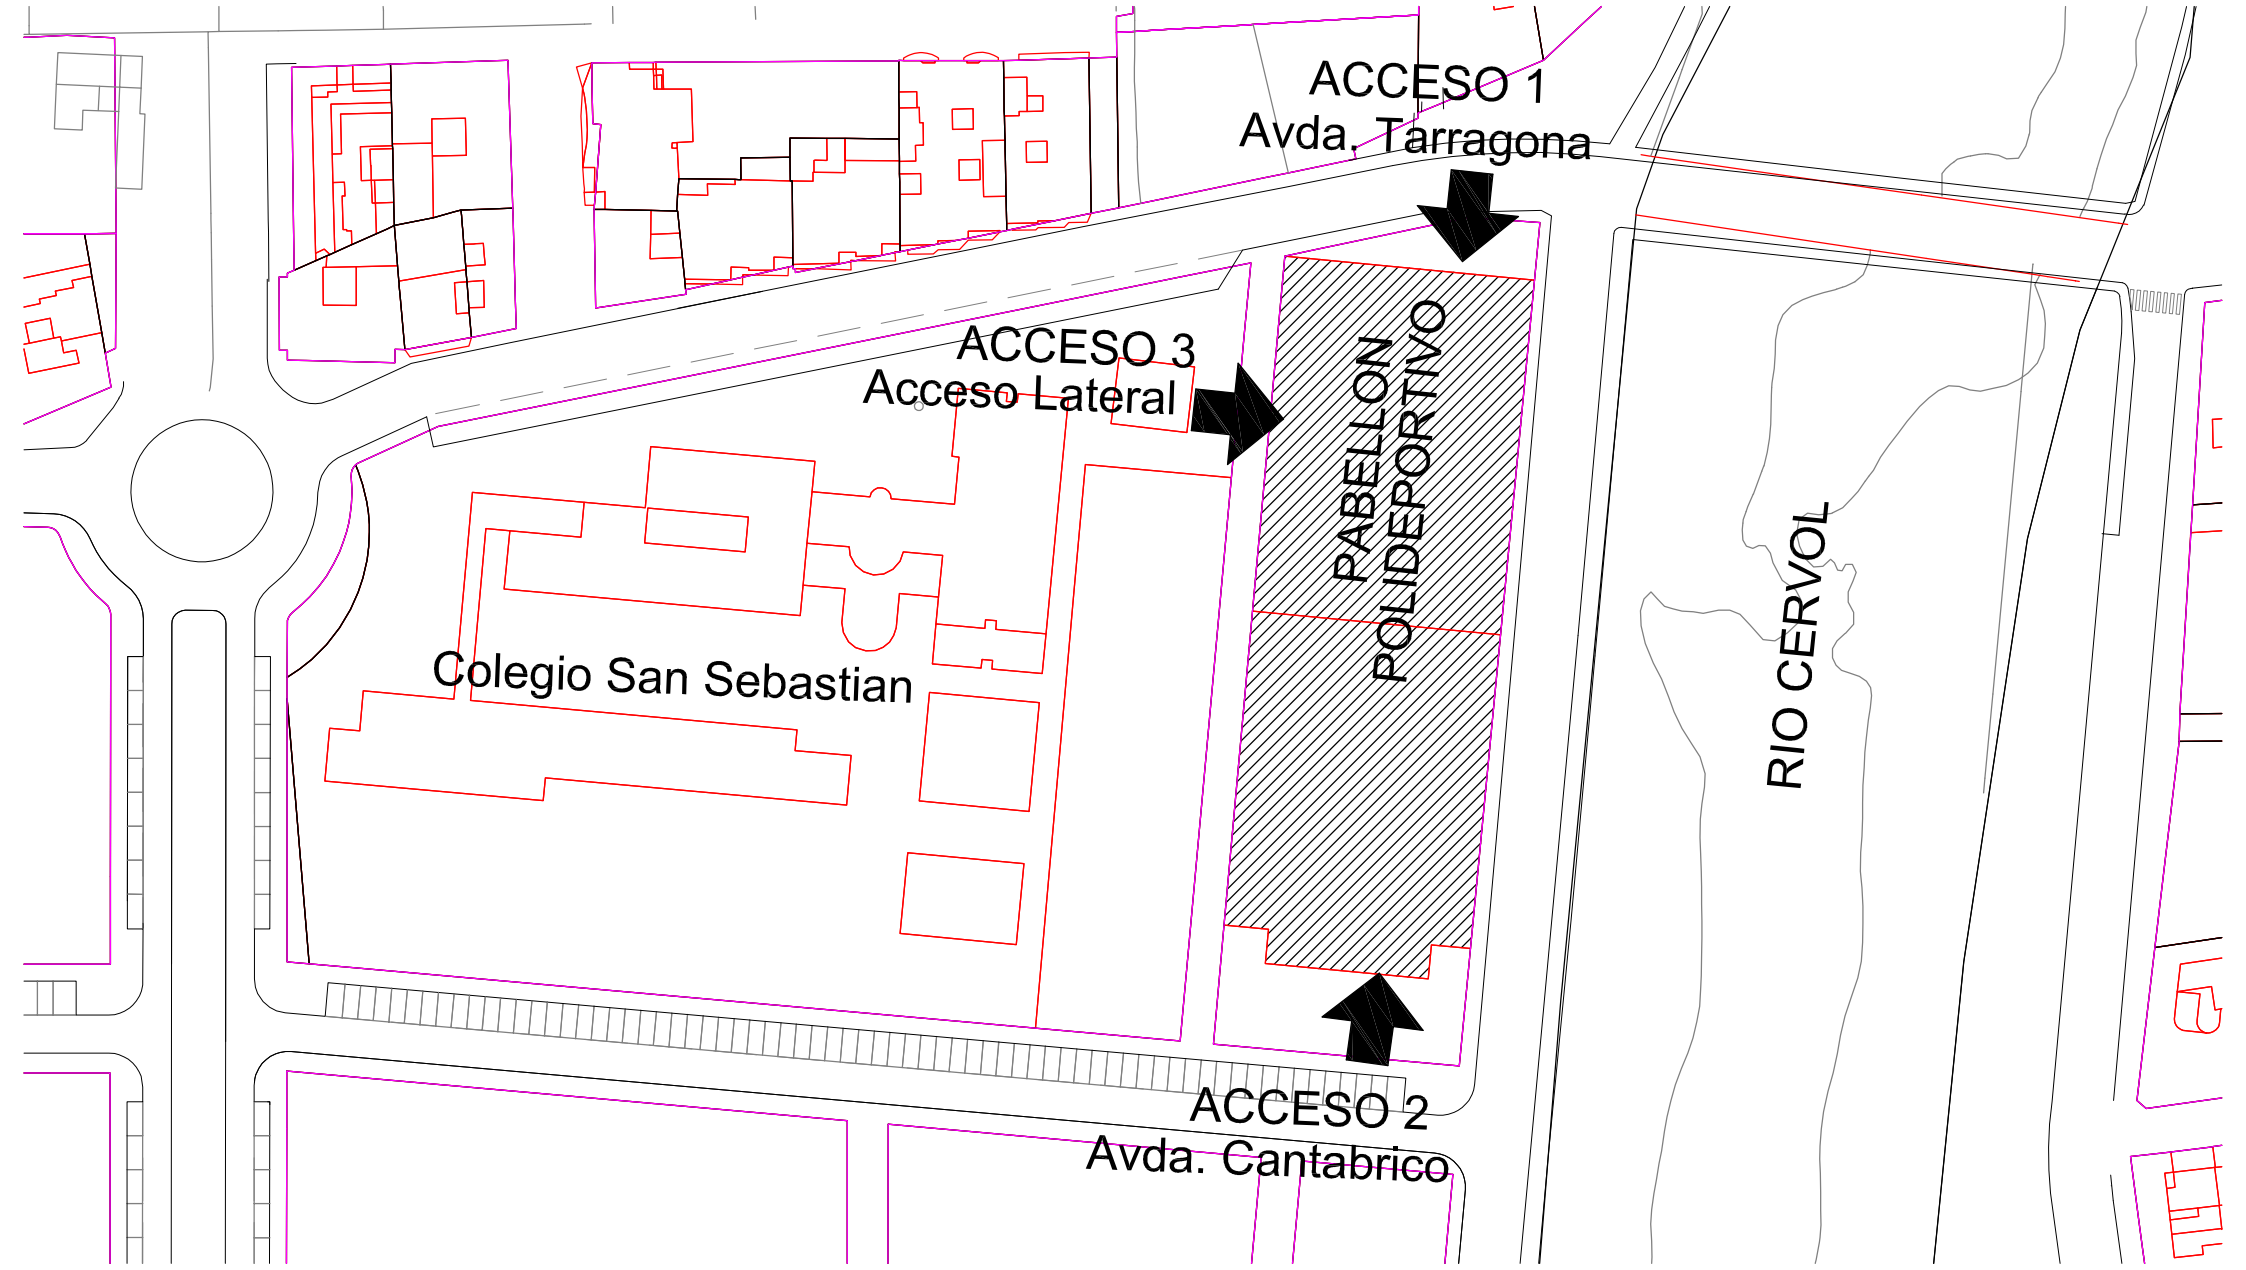 ACCESO 1
Avda. Tarragona
ACCESO 3
Acceso Lateral
PABELLON
POLIDEPORTIVO
RIO CERVOL
Colegio San Sebastian
ACCESO 2
Avda. Cantabrico